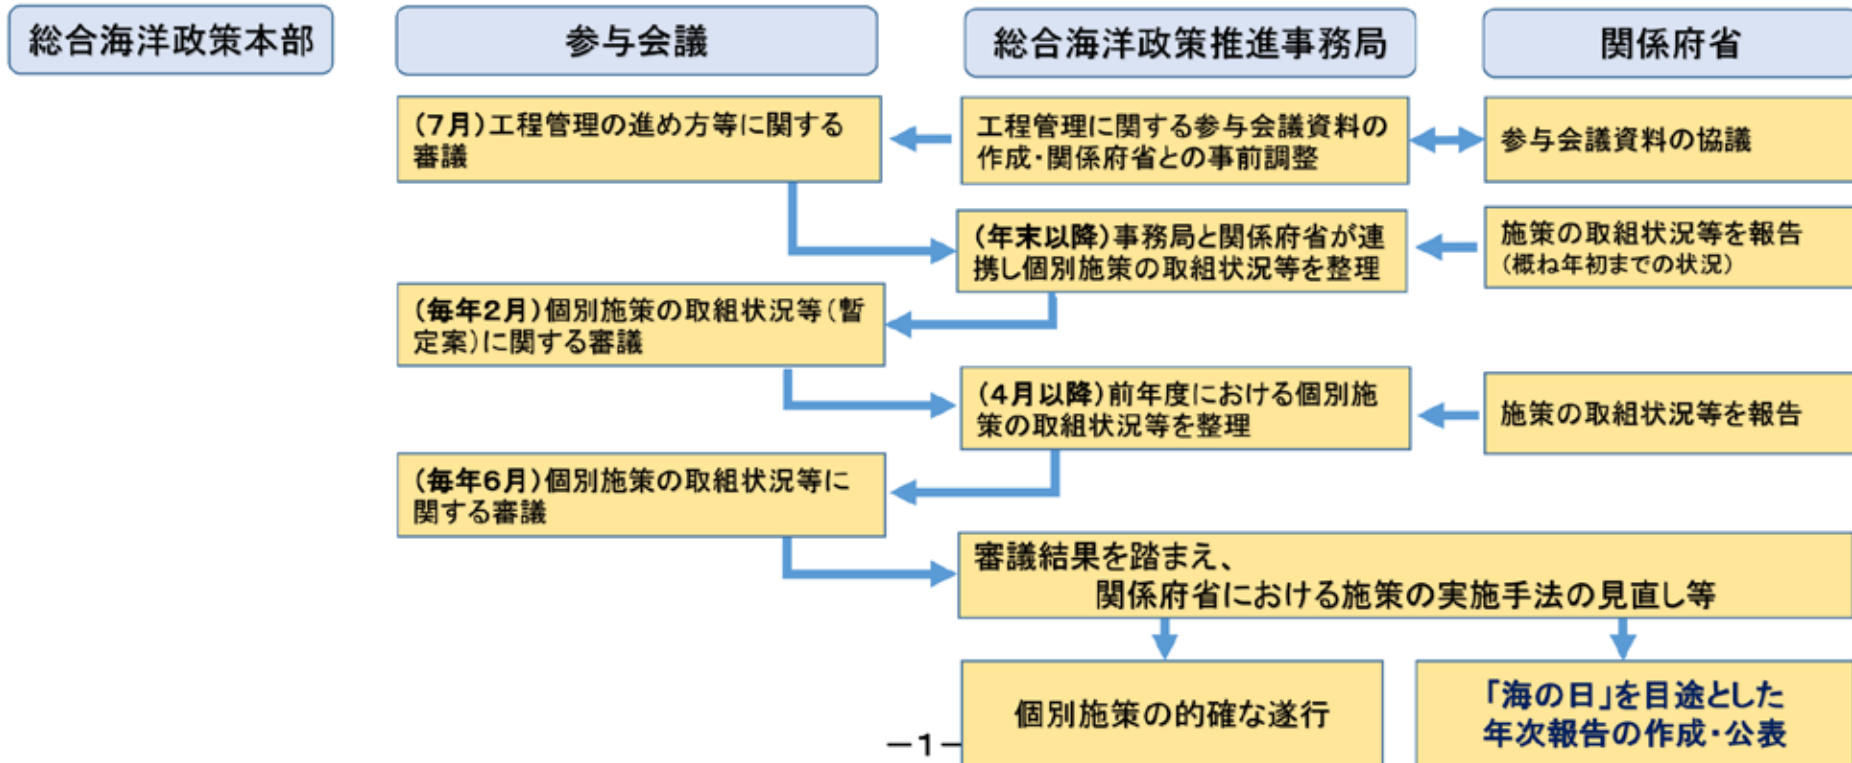 総合海洋政策本部
参与会議
総合海洋政策推進事務局
関係府省
(7月)工程管理の進め方等に関する
審議
工程管理に関する参与会議資料の
作成・関係府省との事前調整
参与会議資料の協議
(年末以降)事務局と関係府省が連
携し個別施策の取組状況等を整理
施策の取組状況等を報告
(概ね年初までの状況)
(毎年2月)個別施策の取組状況等(暫
定案)に関する審議
(4月以降)前年度における個別施
策の取組状況等を整理
施策の取組状況等を報告
(毎年6月)個別施策の取組状況等に
関する審議
審議結果を踏まえ、
関係府省における施策の実施手法の見直し等
個別施策の的確な遂行
「海の日」を目途とした
年次報告の作成・公表
-1-